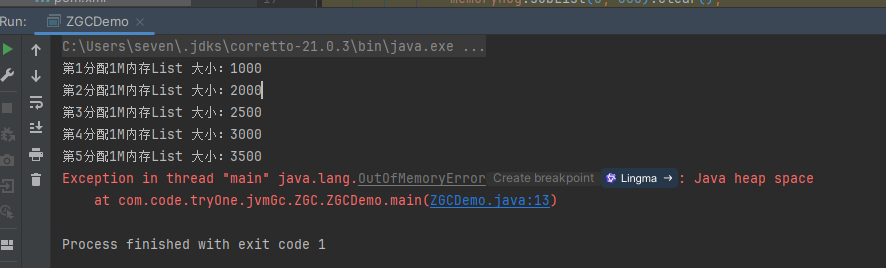 memoryHog.subList(0, 500).clear();
Run: ZGCDemo ×
C:\Users\seven\.jdks\corretto-21.0.3\bin\java.exe ...
第1分配1M内存List 大小：1000
第2分配1M内存List 大小：2000
第3分配1M内存List 大小：2500
第4分配1M内存List 大小：3000
第5分配1M内存List 大小：3500
Exception in thread "main" java.lang.OutOfMemoryError Create breakpoint Lingma → : Java heap space
at com.code.tryOne.jvmGc.ZGC.ZGCDemo.main(ZGCDemo.java:13)
Process finished with exit code 1